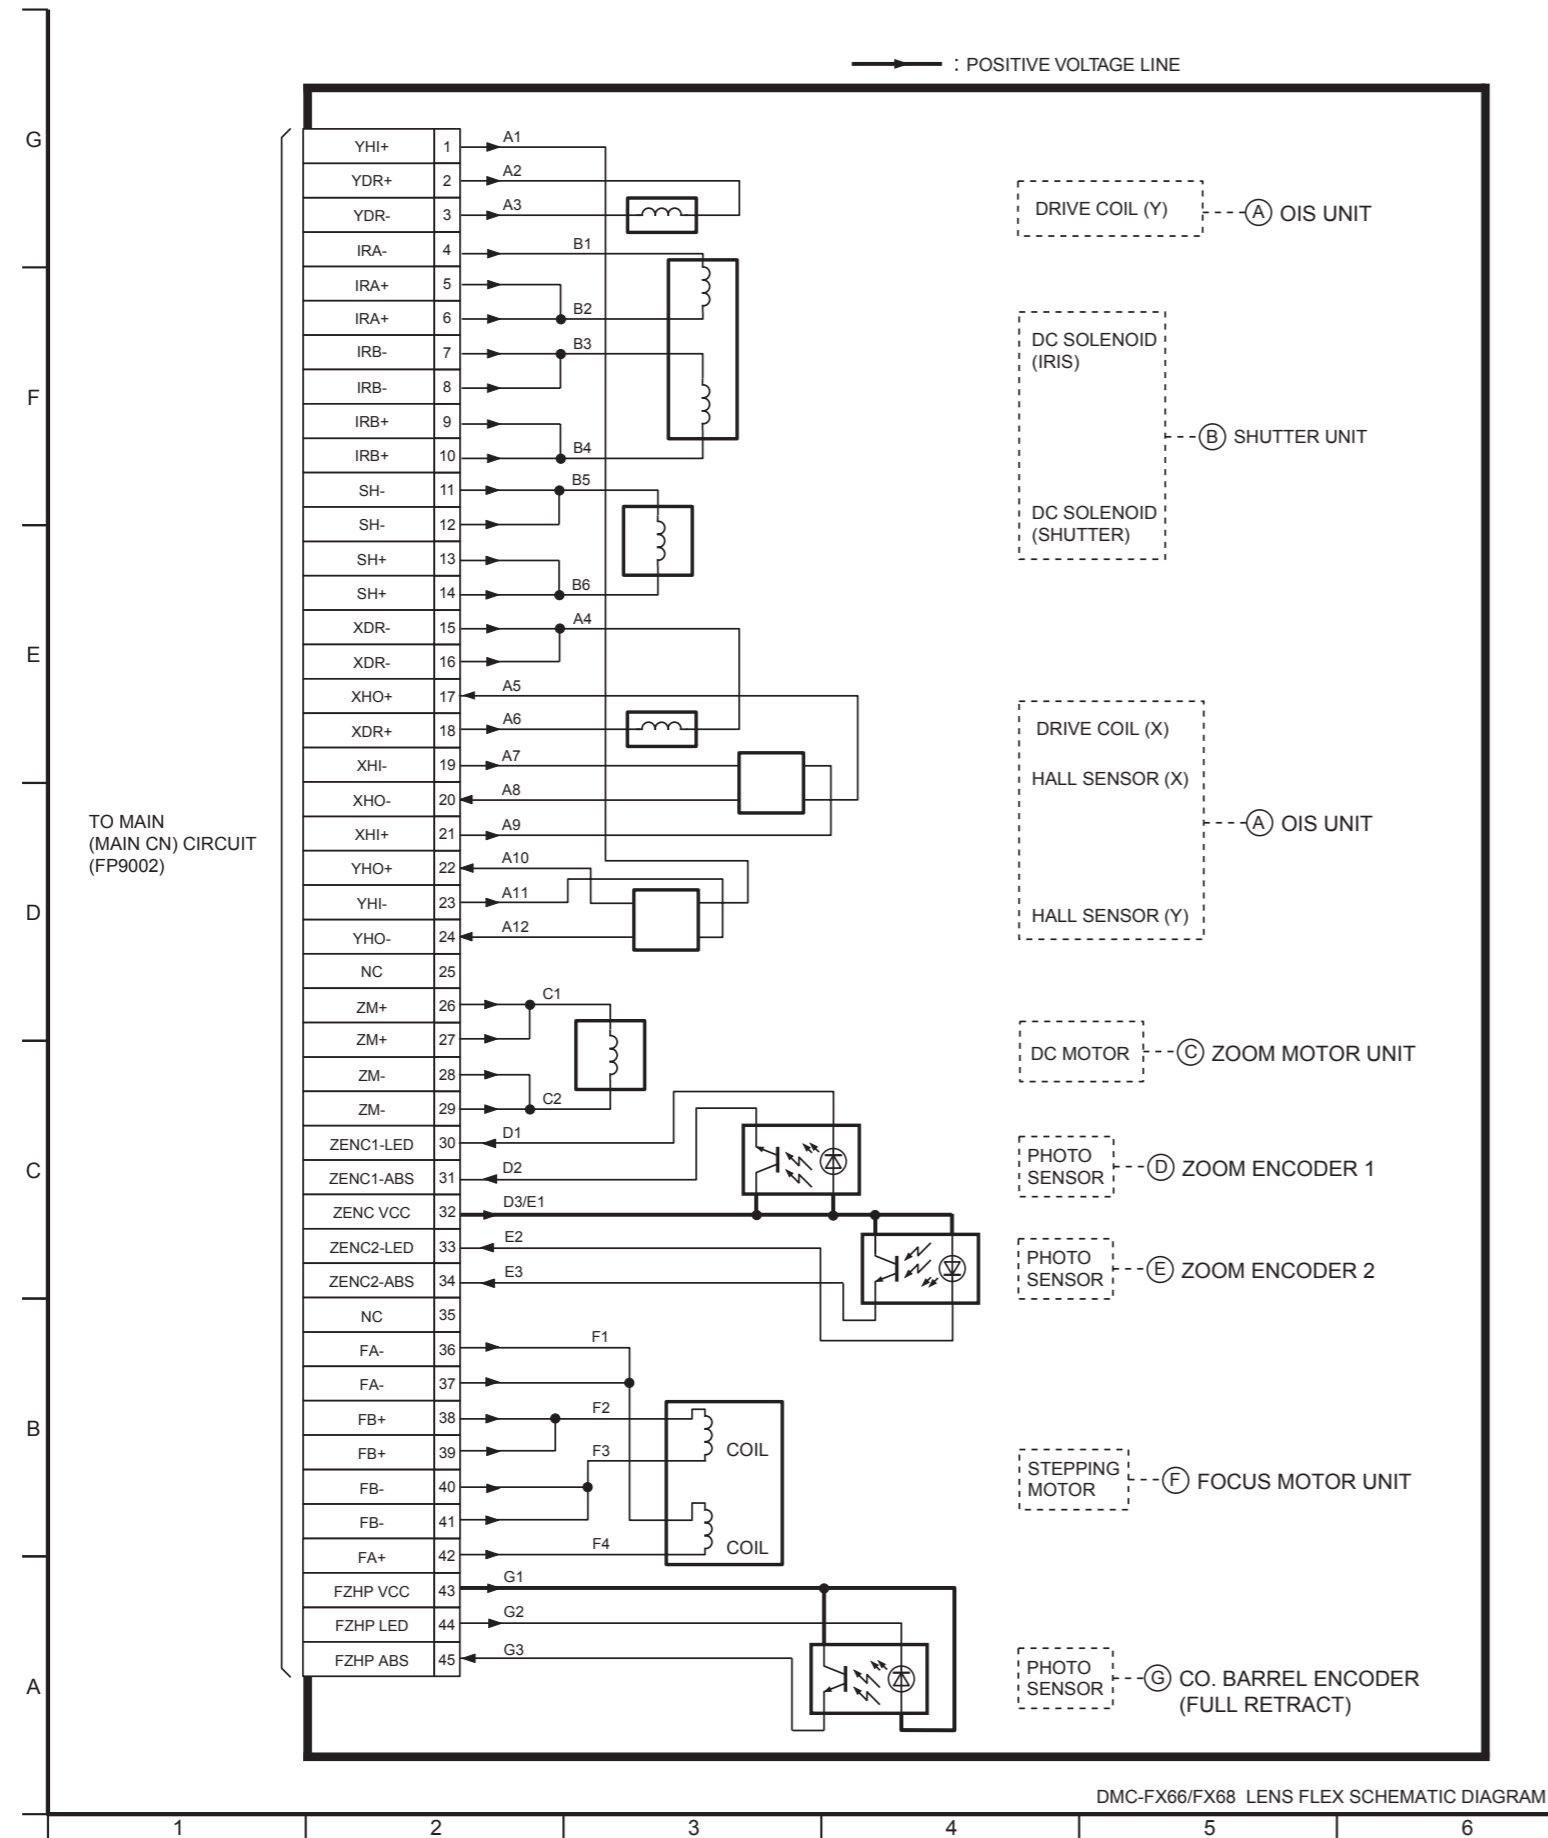 : POSITIVE VOLTAGE LINE
G
F
E
D
C
B
A
TO MAIN
(MAIN CN) CIRCUIT
(FP9002)
YHI+ 1 A1
YDR+ 2 A2
YDR- 3 A3
IRA- 4 B1
IRA+ 5
IRA+ 6 B2
IRB- 7 B3
IRB- 8
IRB+ 9
IRB+ 10 B4
SH- 11 B5
SH- 12
SH+ 13
SH+ 14 B6
XDR- 15 A4
XDR- 16
XHO+ 17 A5
XDR+ 18 A6
XHI- 19 A7
XHO- 20 A8
XHI+ 21 A9
YHO+ 22 A10
YHI- 23 A11
YHO- 24 A12
NC 25
ZM+ 26 C1
ZM+ 27
ZM- 28
ZM- 29 C2
ZENC1-LED 30 D1
ZENC1-ABS 31 D2
ZENC VCC 32 D3/E1
ZENC2-LED 33 E2
ZENC2-ABS 34 E3
NC 35
FA- 36 F1
FA- 37
FB+ 38 F2
FB+ 39 F3
FB- 40
FB- 41
FA+ 42 F4
FZHP VCC 43 G1
FZHP LED 44 G2
FZHP ABS 45 G3
COIL
COIL
DRIVE COIL (Y) A OIS UNIT
DC SOLENOID
(IRIS)
B SHUTTER UNIT
DC SOLENOID
(SHUTTER)
DRIVE COIL (X)
HALL SENSOR (X)
A OIS UNIT
HALL SENSOR (Y)
DC MOTOR C ZOOM MOTOR UNIT
PHOTO
SENSOR D ZOOM ENCODER 1
PHOTO
SENSOR E ZOOM ENCODER 2
STEPPING
MOTOR F FOCUS MOTOR UNIT
PHOTO
SENSOR G CO. BARREL ENCODER
(FULL RETRACT)
DMC-FX66/FX68 LENS FLEX SCHEMATIC DIAGRAM
1 2 3 4 5 6